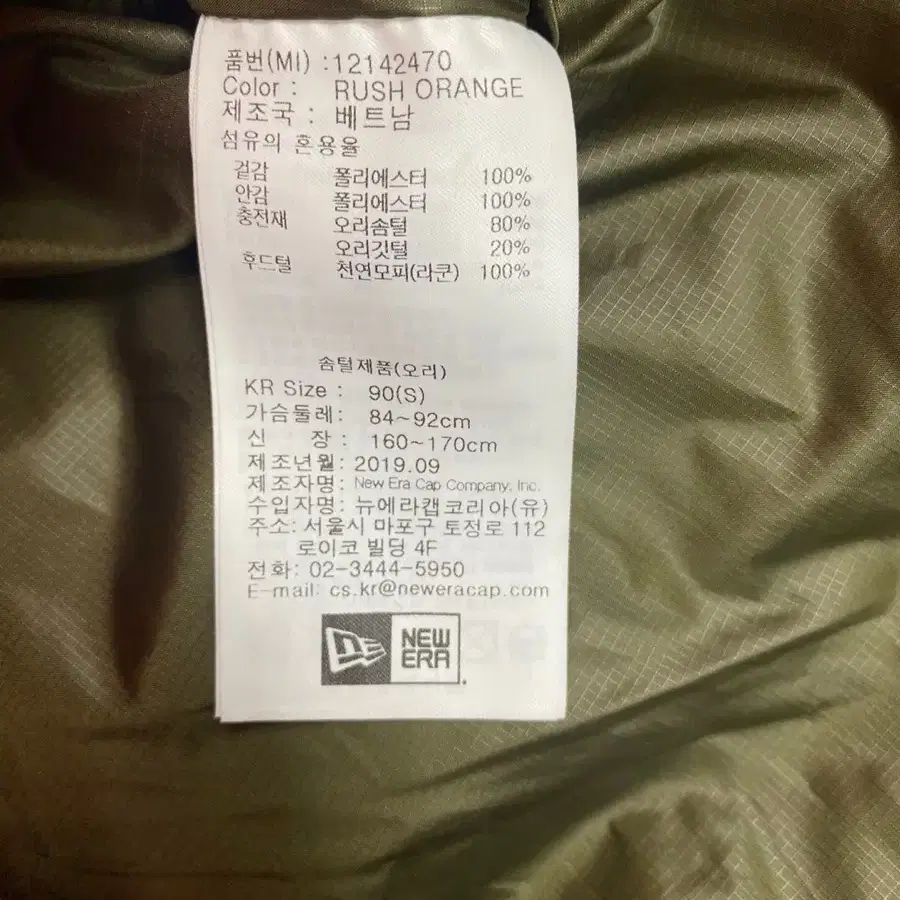 품번(MI) :12142470
Color : RUSH ORANGE
제조국 : 베트남
섬유의 혼용율
겉감 폴리에스터 100%
안감 폴리에스터 100%
충전재 오리솜털 80%
오리깃털 20%
후드털 천연모피(라쿤) 100%
솜털제품(오리)
KR Size : 90(S)
가슴둘레: 84~92cm
신 장 : 160~170cm
제조년월: 2019.09
제조자명: New Era Cap Company, Inc.
수입자명: 뉴에라캡코리아(유)
주소: 서울시 마포구 토정로 112
로이코 빌딩 4F
전화: 02-3444-5950
E-mail: cs.kr@neweracap.com
NEW
ERA